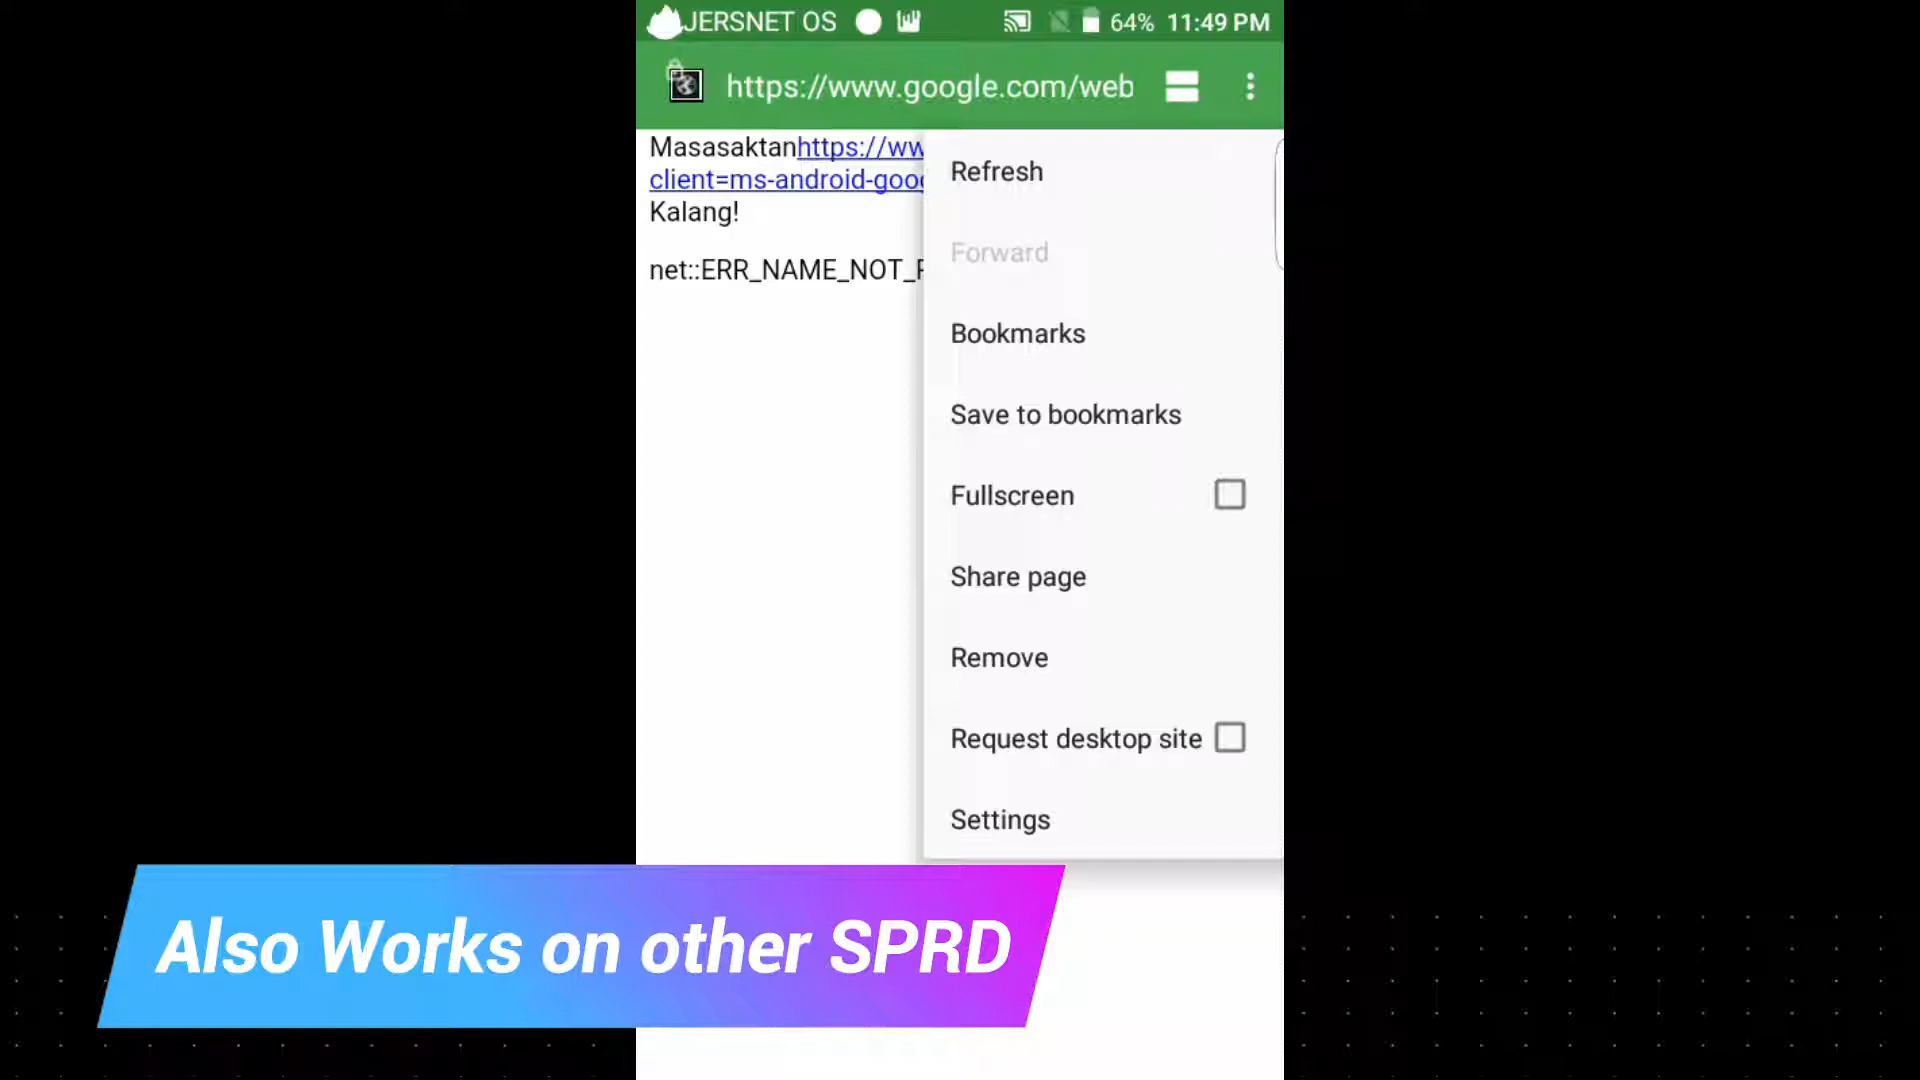 JERSNET OS 64% 11:49 PM
https://www.google.com/web
Masasaktanhttps://ww
client=ms-android-goo
Kalang!
net::ERR_NAME_NOT_
Refresh
Forward
Bookmarks
Save to bookmarks
Fullscreen
Share page
Remove
Request desktop site
Settings
Also Works on other SPRD